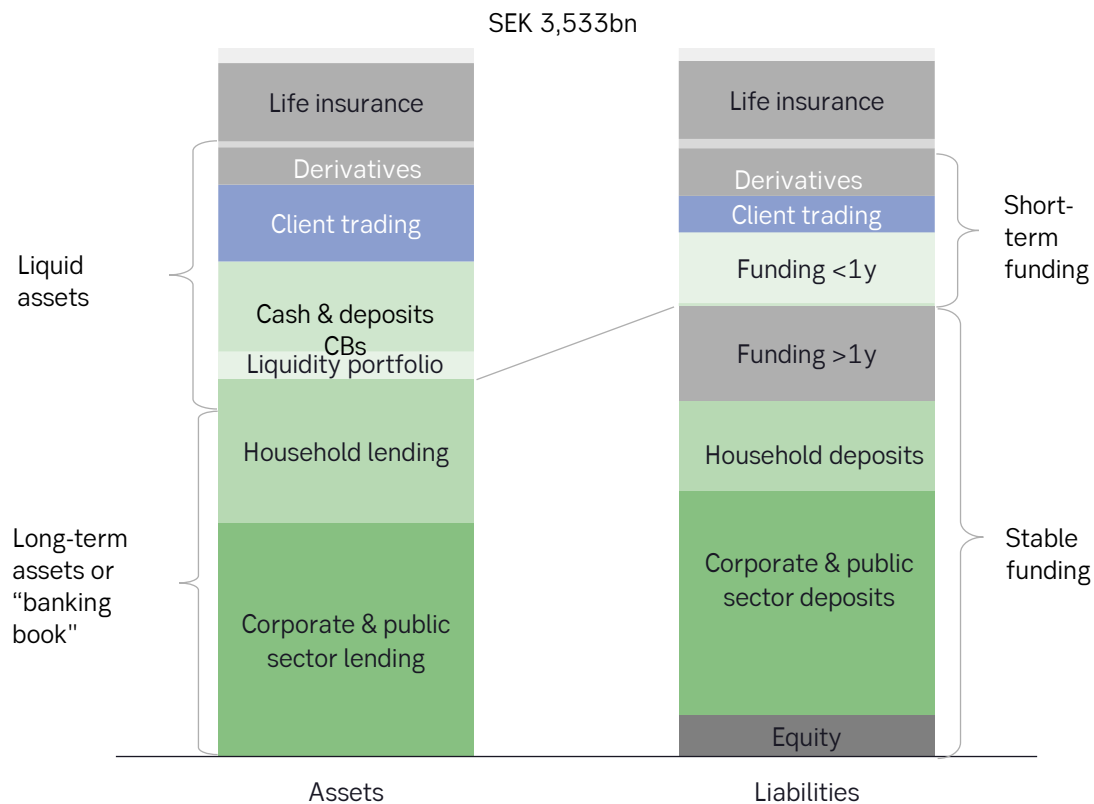 SEK 3,533bn
Life insurance
Derivatives
Client trading
Cash & deposits
CBs
Liquidity portfolio
Household lending
Corporate & public
sector lending
Liquid
assets
Long-term
assets or
“banking
book"
Assets
Life insurance
Derivatives
Client trading
Funding <1y
Funding >1y
Household deposits
Corporate & public
sector deposits
Equity
Short-
term
funding
Stable
funding
Liabilities